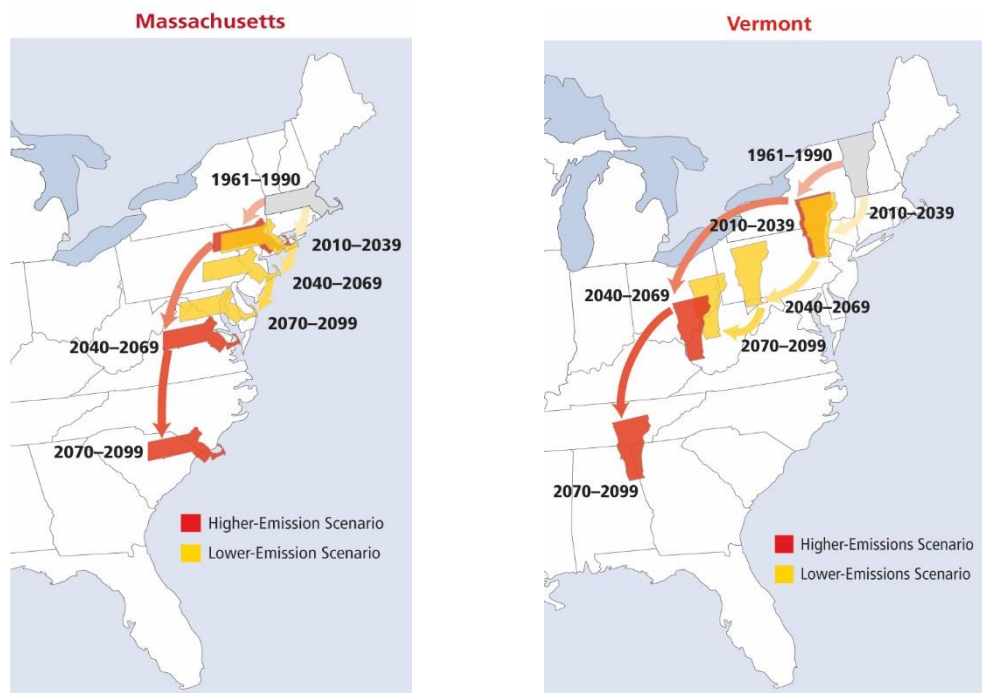 Massachusetts
1961–1990
2010–2039
2040–2069
2070–2099
2040–2069
2070–2099
Higher-Emission Scenario
Lower-Emission Scenario
Vermont
1961–1990
2010–2039
2010–2039
2040–2069
2040–2069
2070–2099
2070–2099
Higher-Emissions Scenario
Lower-Emissions Scenario